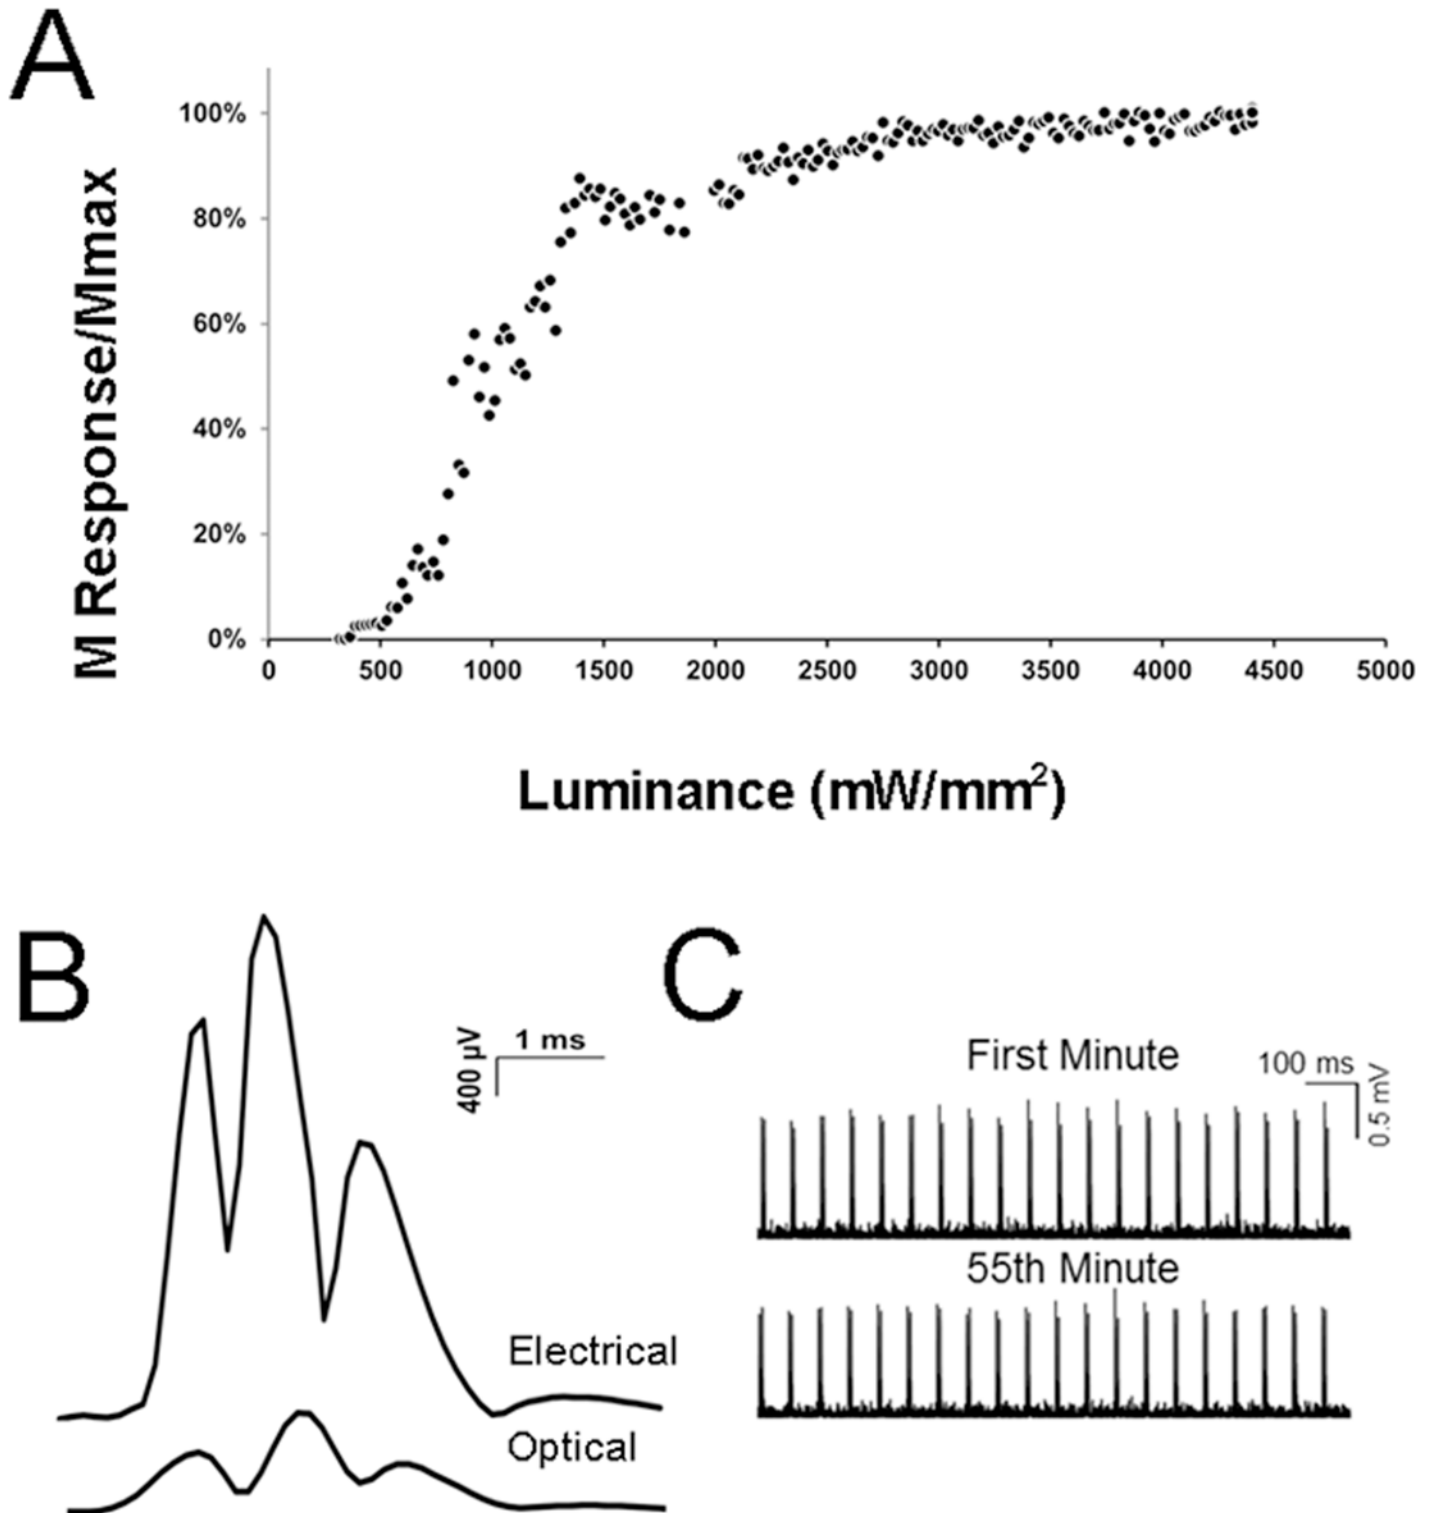 A
M Response/Mmax
100%
80%
60%
40%
20%
0%
0 500 1000 1500 2000 2500 3000 3500 4000 4500 5000
Luminance (mW/mm²)
B
400 µV
1 ms
Electrical
Optical
C
First Minute
100 ms
0.5 mV
55th Minute